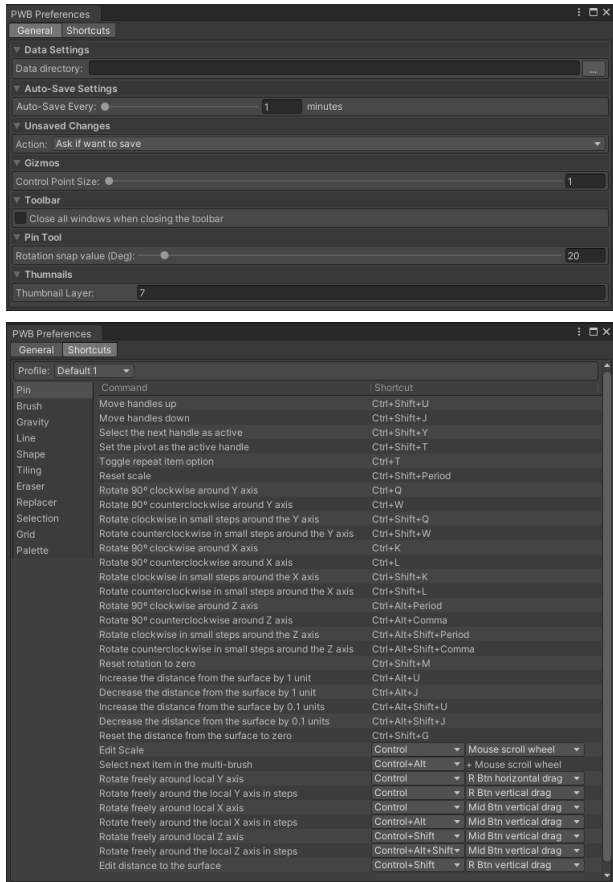 PWB Preferences
General Shortcuts
Data Settings
Data directory: ...
Auto-Save Settings
Auto-Save Every: 1 minutes
Unsaved Changes
Action: Ask if want to save
Gizmos
Control Point Size: 1
Toolbar
Close all windows when closing the toolbar
Pin Tool
Rotation snap value (Deg): 20
Thumnails
Thumbnail Layer: 7
PWB Preferences
General Shortcuts
Profile: Default 1
Pin
Brush
Gravity
Line
Shape
Tiling
Eraser
Replacer
Selection
Grid
Palette
Command Shortcut
Move handles up Ctrl+Shift+U
Move handles down Ctrl+Shift+J
Select the next handle as active Ctrl+Shift+Y
Set the pivot as the active handle Ctrl+Shift+T
Toggle repeat item option Ctrl+T
Reset scale Ctrl+Shift+Period
Rotate 90º clockwise around Y axis Ctrl+Q
Rotate 90º counterclockwise around Y axis Ctrl+W
Rotate clockwise in small steps around the Y axis Ctrl+Shift+Q
Rotate counterclockwise in small steps around the Y axis Ctrl+Shift+W
Rotate 90º clockwise around X axis Ctrl+K
Rotate 90º counterclockwise around X axis Ctrl+L
Rotate clockwise in small steps around the X axis Ctrl+Shift+K
Rotate counterclockwise in small steps around the X axis Ctrl+Shift+L
Rotate 90º clockwise around Z axis Ctrl+Alt+Period
Rotate 90º counterclockwise around Z axis Ctrl+Alt+Comma
Rotate clockwise in small steps around the Z axis Ctrl+Alt+Shift+Period
Rotate counterclockwise in small steps around the Z axis Ctrl+Alt+Shift+Comma
Reset rotation to zero Ctrl+Shift+M
Increase the distance from the surface by 1 unit Ctrl+Alt+U
Decrease the distance from the surface by 1 unit Ctrl+Alt+J
Increase the distance from the surface by 0.1 units Ctrl+Alt+Shift+U
Decrease the distance from the surface by 0.1 units Ctrl+Alt+Shift+J
Reset the distance from the surface to zero Ctrl+Shift+G
Edit Scale Control Mouse scroll wheel
Select next item in the multi-brush Control+Alt + Mouse scroll wheel
Rotate freely around local Y axis Control R Btn horizontal drag
Rotate freely around the local Y axis in steps Control R Btn vertical drag
Rotate freely around local X axis Control Mid Btn vertical drag
Rotate freely around the local X axis in steps Control+Alt Mid Btn vertical drag
Rotate freely around local Z axis Control+Shift Mid Btn vertical drag
Rotate freely around the local Z axis in steps Control+Alt+Shift Mid Btn vertical drag
Edit distance to the surface Control+Shift R Btn vertical drag